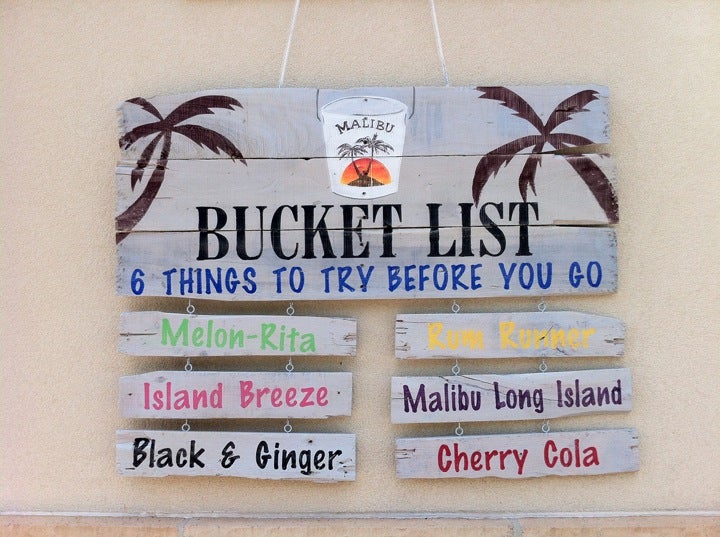 MALIBU
BUCKET LIST
6 THINGS TO TRY BEFORE YOU GO
Melon-Rita
Island Breeze
Black & Ginger
Rum Runner
Malibu Long Island
Cherry Cola